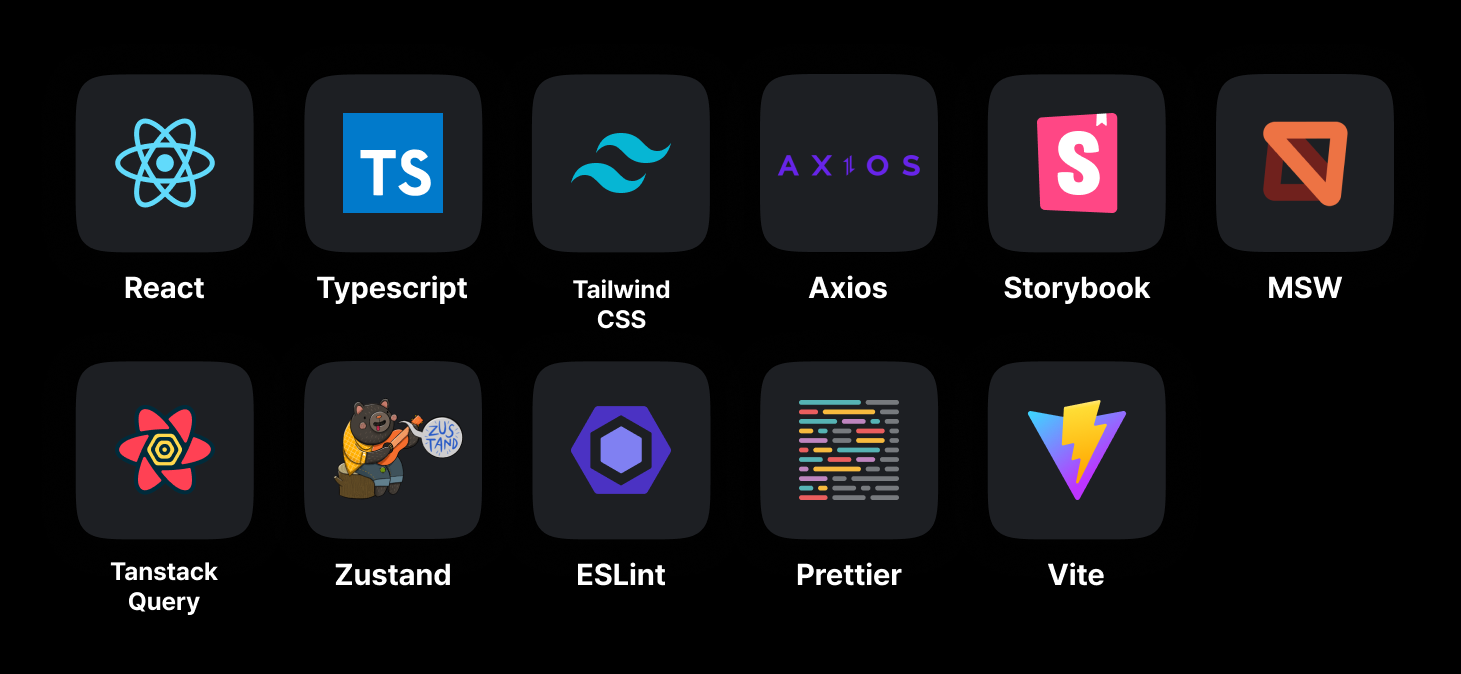 TS
AXIOS
S
React
Typescript
Tailwind
CSS
Axios
Storybook
MSW
ZUS
TAND
Tanstack
Query
Zustand
ESLint
Prettier
Vite